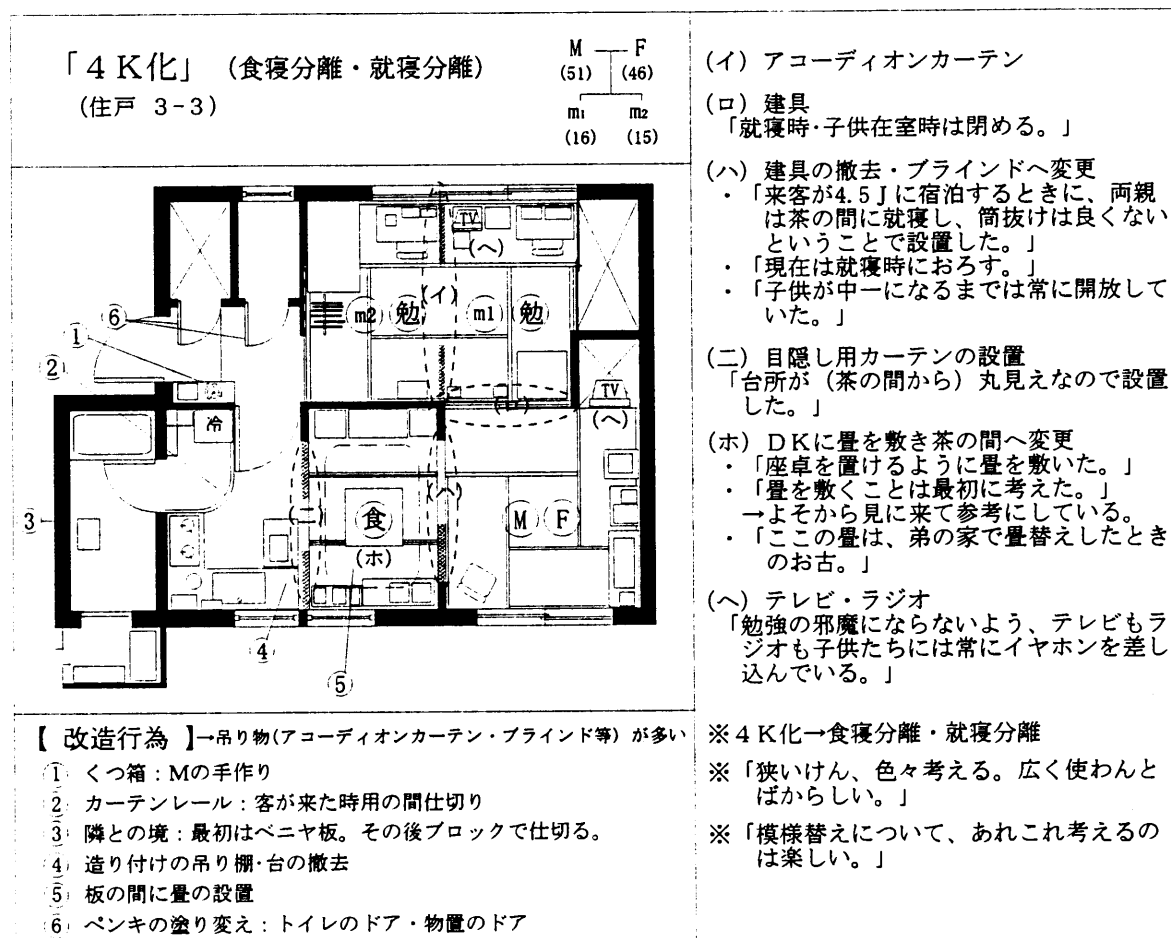 「4K化」（食寝分離・就寝分離）
（住戸 3-3）
M F
(51) (46)
m1 m2
(16) (15)
TV
(ヘ)
(イ)
m2 勉 m1 勉
⑥
①
②
冷
(ロ)
TV
(ヘ)
(ハ)
(ニ)
③
食
M F
(ホ)
④
⑤
【 改造行為 】→吊り物(アコーディオンカーテン・ブラインド等）が多い
① くつ箱：Mの手作り
② カーテンレール：客が来た時用の間仕切り
③ 隣との境：最初はベニヤ板。その後ブロックで仕切る。
④ 造り付けの吊り棚･台の撤去
⑤ 板の間に畳の設置
⑥ ペンキの塗り変え：トイレのドア・物置のドア
(イ) アコーディオンカーテン
(ロ) 建具
「就寝時･子供在室時は閉める。」
(ハ) 建具の撤去・ブラインドへ変更
・「来客が4.5Jに宿泊するときに、両親
は茶の間に就寝し、筒抜けは良くない
ということで設置した。」
・「現在は就寝時におろす。」
・「子供が中一になるまでは常に開放して
いた。」
(ニ) 目隠し用カーテンの設置
「台所が（茶の間から）丸見えなので設置
した。」
(ホ) DKに畳を敷き茶の間へ変更
・「座卓を置けるように畳を敷いた。」
・「畳を敷くことは最初に考えた。」
→よそから見に来て参考にしている。
・「ここの畳は、弟の家で畳替えしたとき
のお古。」
(ヘ) テレビ・ラジオ
「勉強の邪魔にならないよう、テレビもラ
ジオも子供たちには常にイヤホンを差し
込んでいる。」
※4K化→食寝分離・就寝分離
※「狭いけん、色々考える。広く使わんと
ばからしい。」
※「模様替えについて、あれこれ考えるの
は楽しい。」